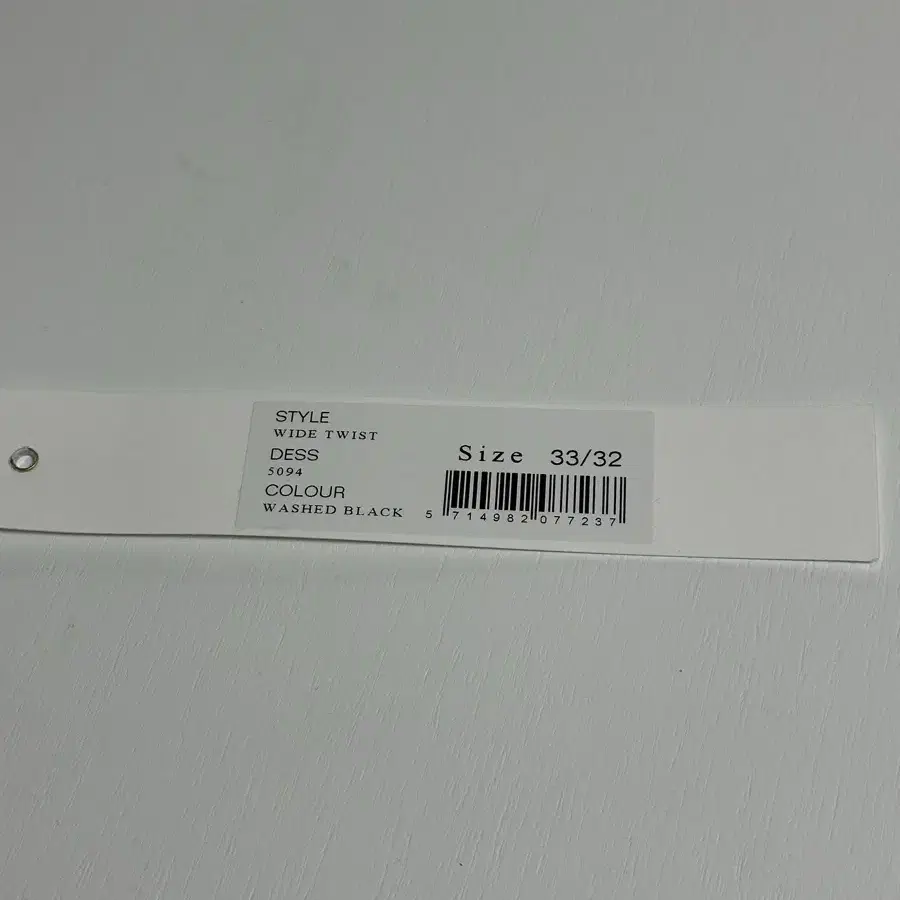 STYLE
WIDE TWIST
DESS
5094
COLOUR
WASHED BLACK
Size 33/32
5 714982 077237